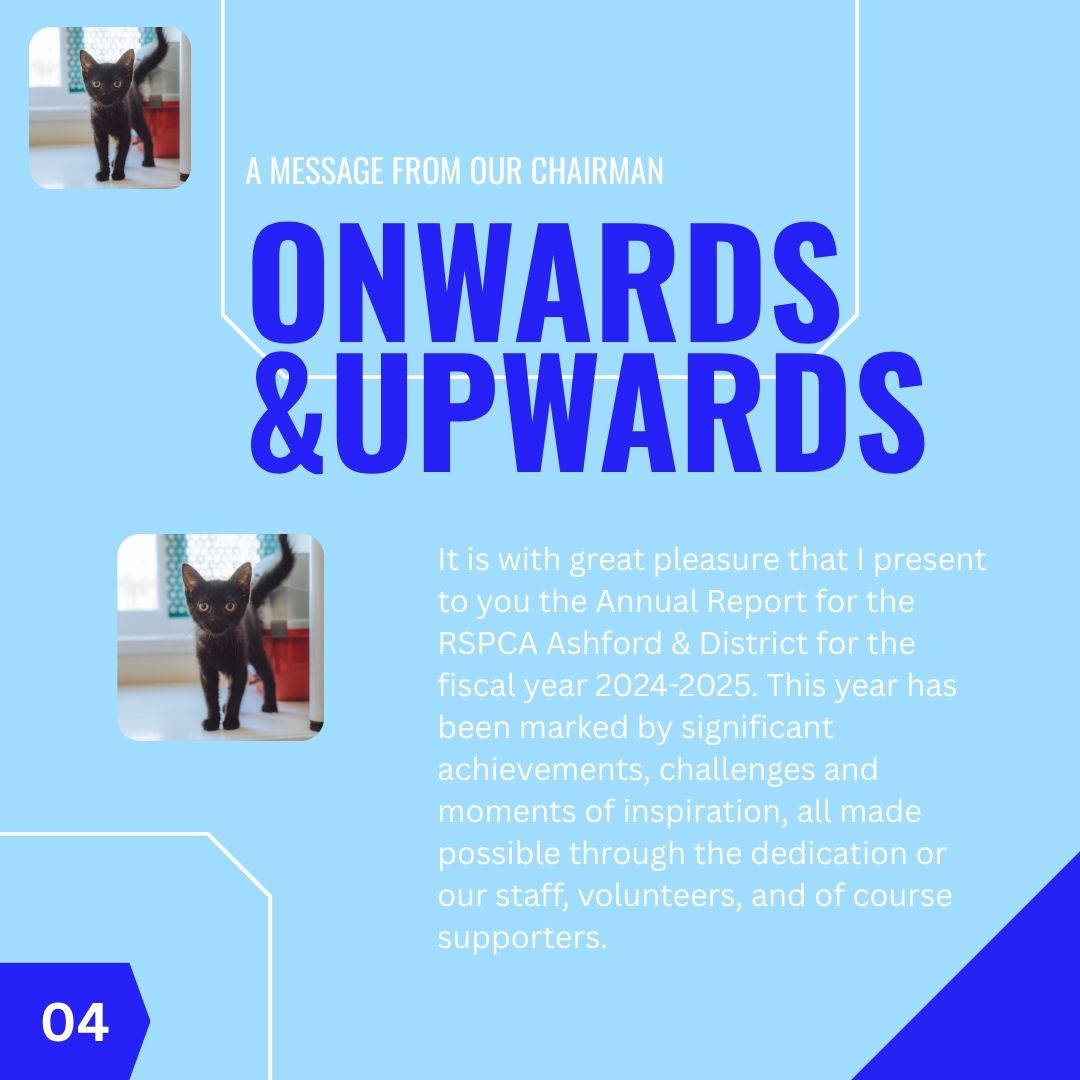 A MESSAGE FROM OUR CHAIRMAN
ONWARDS
&UPWARDS
It is with great pleasure that I present
to you the Annual Report for the
RSPCA Ashford & District for the
fiscal year 2024-2025. This year has
been marked by significant
achievements, challenges and
moments of inspiration, all made
possible through the dedication or
our staff, volunteers, and of course
supporters.
04